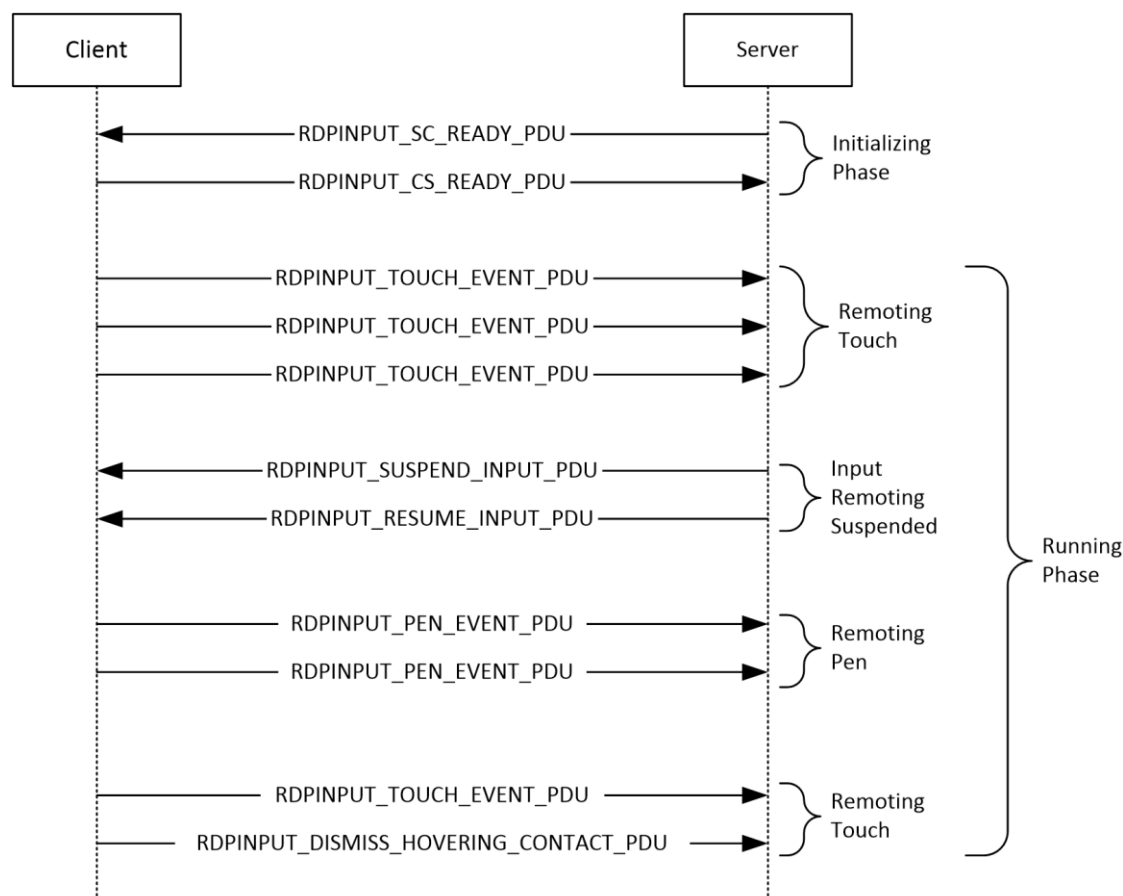 Client
Server
RDPINPUT_SC_READY_PDU
Initializing
Phase
RDPINPUT_CS_READY_PDU
RDPINPUT_TOUCH_EVENT_PDU
RDPINPUT_TOUCH_EVENT_PDU
RDPINPUT_TOUCH_EVENT_PDU
Remoting
Touch
RDPINPUT_SUSPEND_INPUT_PDU
RDPINPUT_RESUME_INPUT_PDU
Input
Remoting
Suspended
Running
Phase
RDPINPUT_PEN_EVENT_PDU
RDPINPUT_PEN_EVENT_PDU
Remoting
Pen
RDPINPUT_TOUCH_EVENT_PDU
RDPINPUT_DISMISS_HOVERING_CONTACT_PDU
Remoting
Touch